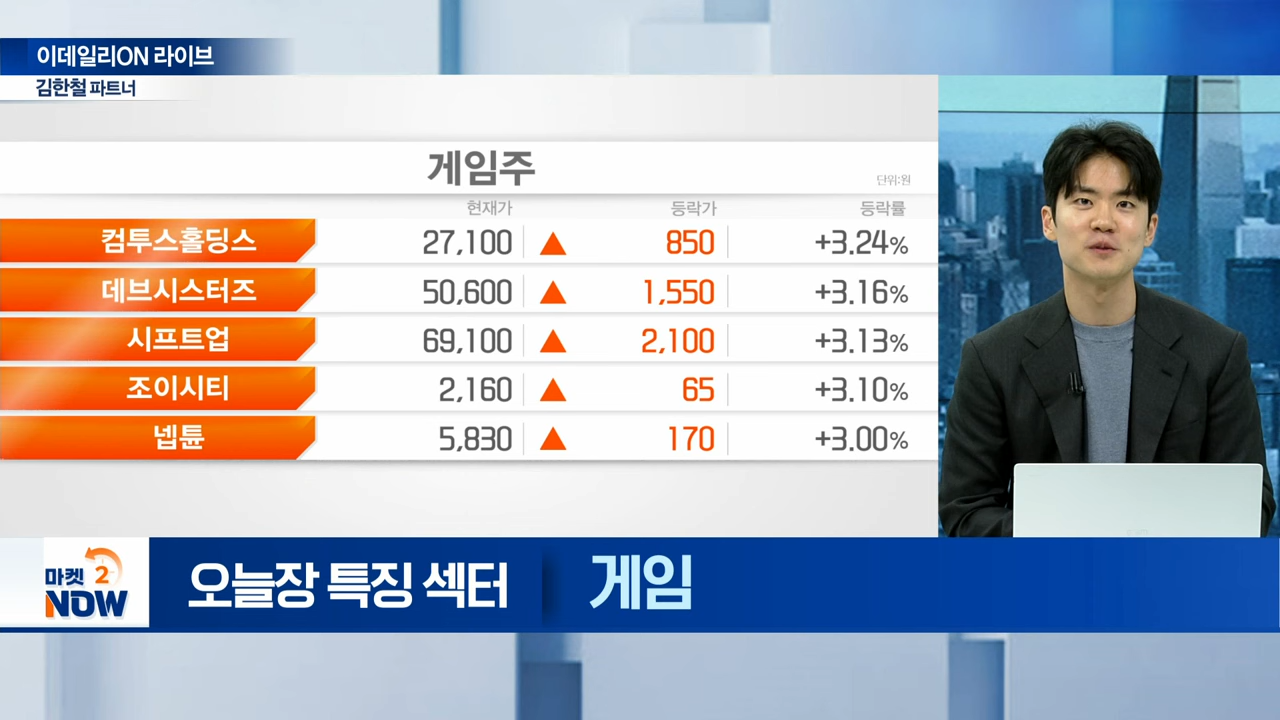 이데일리ON 라이브
김한철 파트너
게임주
단위:원
현재가 등락가 등락률
컴투스홀딩스 27,100 ▲ 850 +3.24%
데브시스터즈 50,600 ▲ 1,550 +3.16%
시프트업 69,100 ▲ 2,100 +3.13%
조이시티 2,160 ▲ 65 +3.10%
넵튠 5,830 ▲ 170 +3.00%
마켓 2
NOW
오늘장 특징 섹터 게임